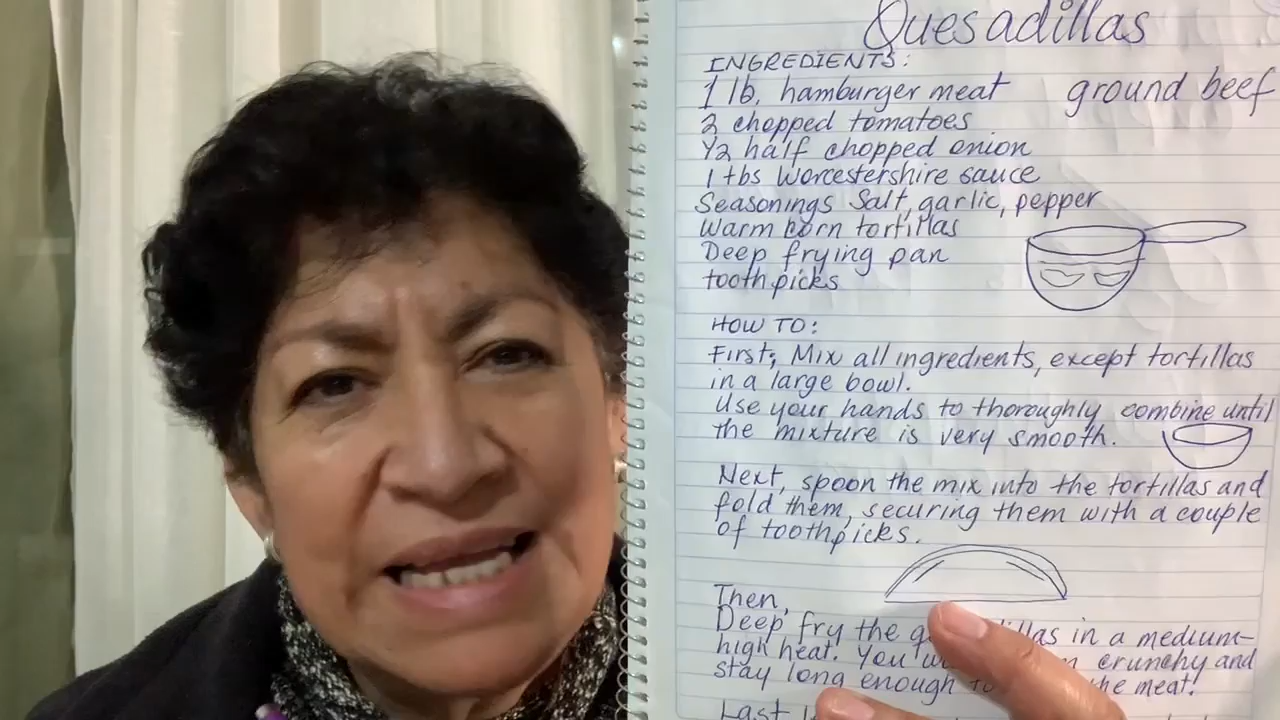 Quesadillas
INGREDIENTS:
1 lb. hamburger meat ground beef
2 chopped tomatoes
1/2 half chopped onion
1 tbs Worcestershire sauce
Seasonings Salt, garlic, pepper
Warm corn tortillas
Deep frying pan
toothpicks
HOW TO:
First, Mix all ingredients, except tortillas
in a large bowl.
Use your hands to thoroughly combine until
the mixture is very smooth.
Next, spoon the mix into the tortillas and
fold them, securing them with a couple
of toothpicks.
Then,
Deep fry the in a medium-
high heat. You crunchy and
stay long enough the meat.
Last